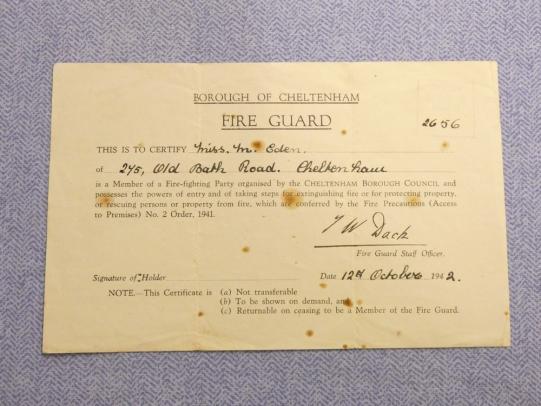 BOROUGH OF CHELTENHAM
FIRE GUARD
2656
THIS IS TO CERTIFY Miss. M. Eden.
of 245, Old Bath Road. Cheltenham
is a Member of a Fire-fighting Party organised by the CHELTENHAM BOROUGH COUNCIL and
possesses the powers of entry and of taking steps for extinguishing fire or for protecting property,
or rescuing persons or property from fire, which are conferred by the Fire Precautions (Access
to Premises) No. 2 Order, 1941.
T W Dack
Fire Guard Staff Officer.
Signature of Holder
Date 12th October 1942.
NOTE.—This Certificate is (a) Not transferable
(b) To be shown on demand, and
(c) Returnable on ceasing to be a Member of the Fire Guard.